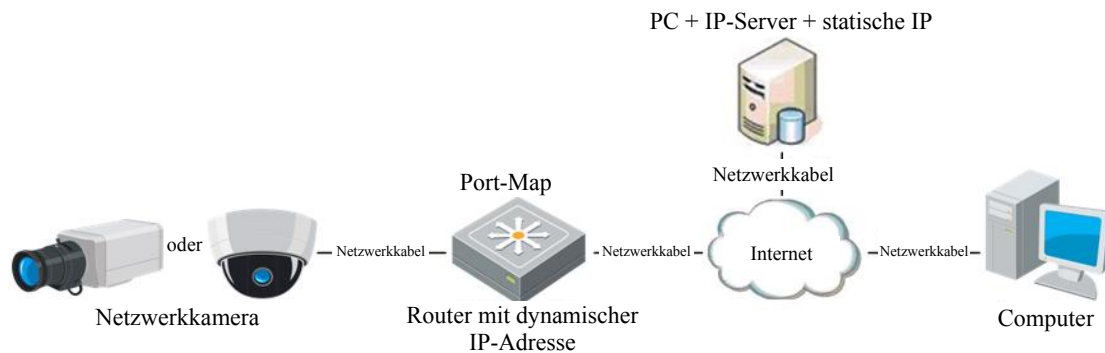 PC + IP-Server + statische IP
Netzwerkkabel
Port-Map
oder
Netzwerkkabel
Netzwerkkabel
Internet
Netzwerkkabel
Netzwerkkamera
Router mit dynamischer
IP-Adresse
Computer